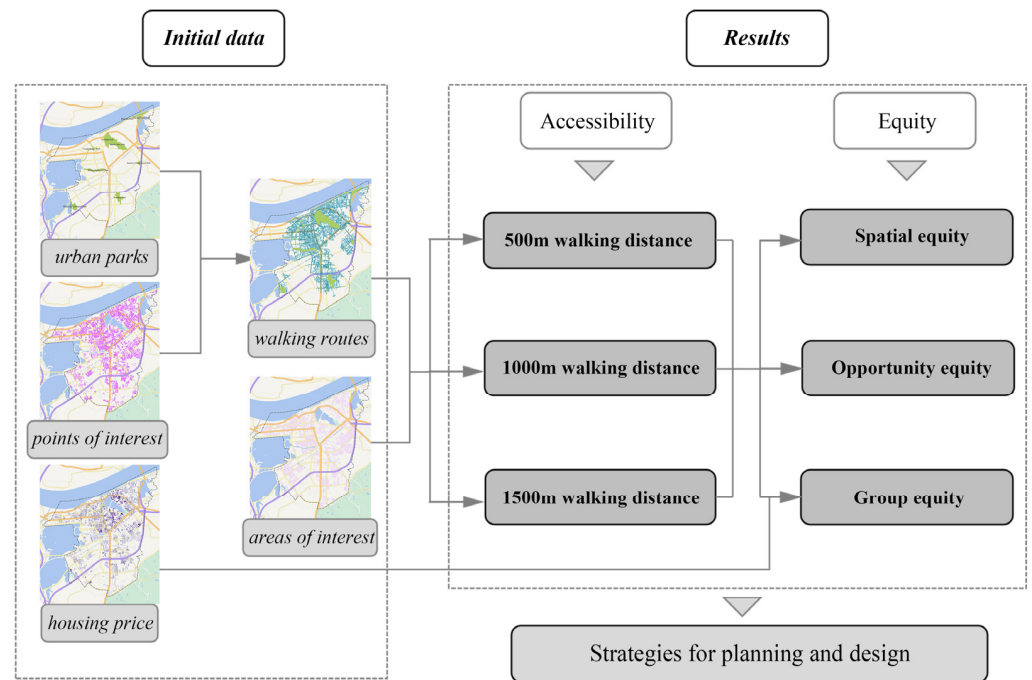 Initial data
Results
urban parks
points of interest
housing price
walking routes
areas of interest
Accessibility
Equity
500m walking distance
Spatial equity
1000m walking distance
Opportunity equity
1500m walking distance
Group equity
Strategies for planning and design